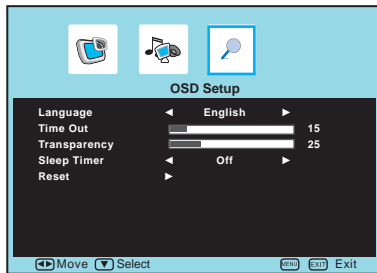 OSD Setup
Language ◄ English ►
Time Out 15
Transparency 25
Sleep Timer ◄ Off ►
Reset ►
◄► Move ▼ Select MENU EXIT Exit